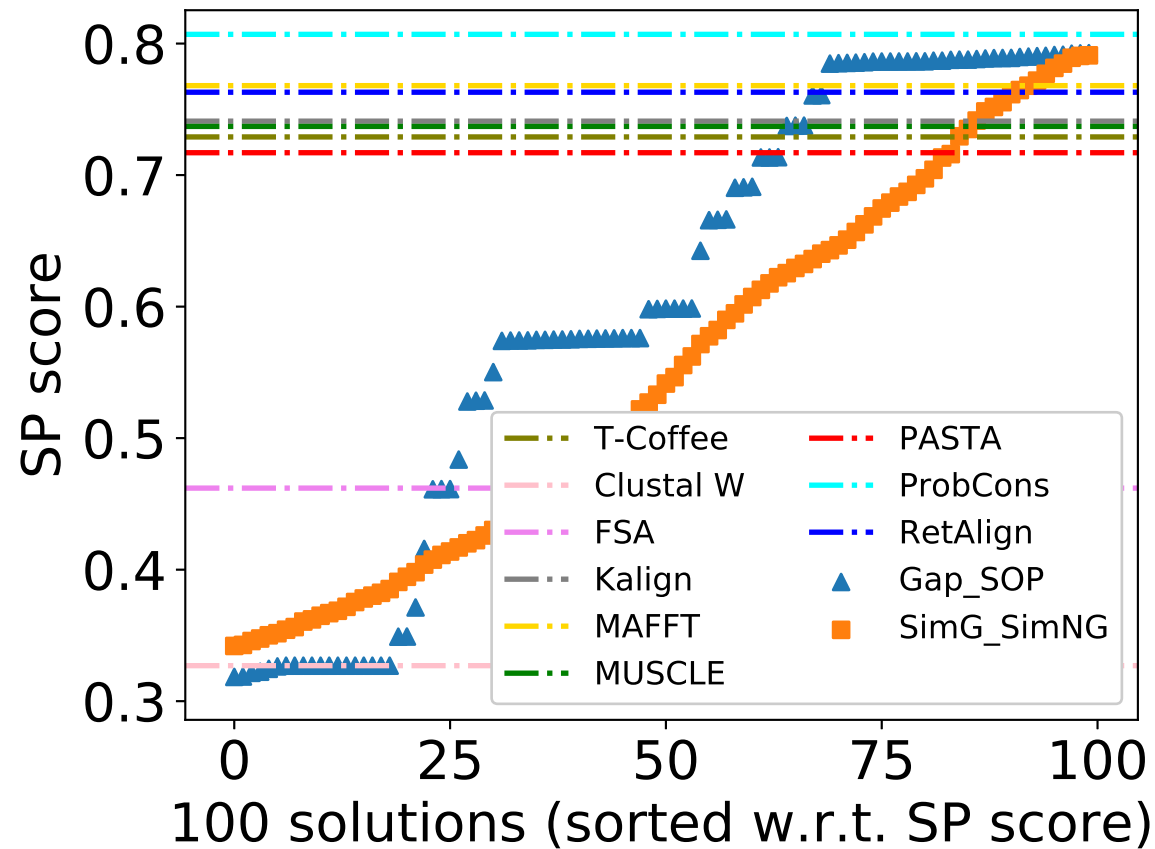 0.8
0.7
0.6
0.5
0.4
0.3
SP score
T-Coffee
Clustal W
FSA
Kalign
MAFFT
MUSCLE
PASTA
ProbCons
RetAlign
Gap_SOP
SimG_SimNG
0 25 50 75 100
100 solutions (sorted w.r.t. SP score)